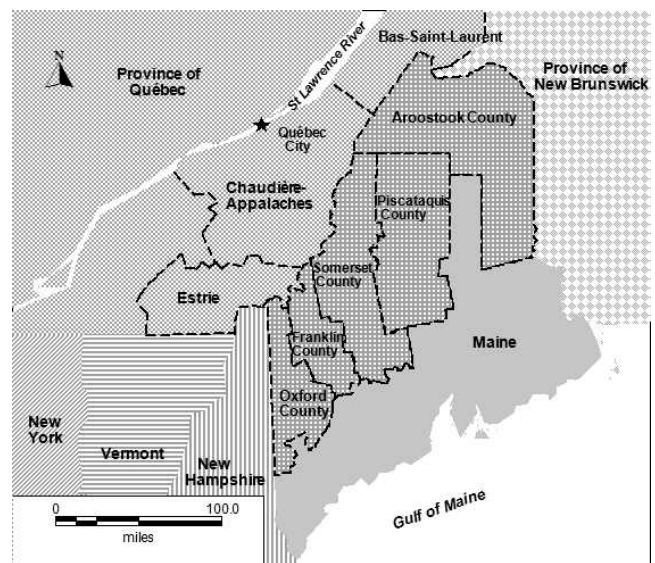 Bas-Saint-Laurent
N
St Lawrence River
Province of
Québec
Province of
New Brunswick
Aroostook County
Québec
City
Chaudière-
Appalaches
Piscataquis
County
Somerset
County
Estrie
Franklin
County
Maine
Oxford
County
New
York
Vermont
New
Hampshire
Gulf of Maine
0 100.0
miles